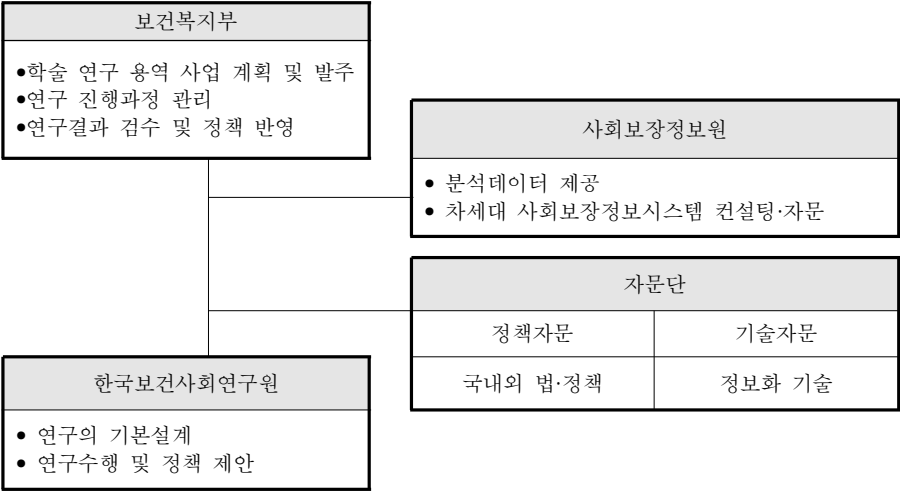 보건복지부
●학술 연구 용역 사업 계획 및 발주
●연구 진행과정 관리
●연구결과 검수 및 정책 반영
사회보장정보원
● 분석데이터 제공
● 차세대 사회보장정보시스템 컨설팅·자문
자문단
정책자문 기술자문
국내외 법·정책 정보화 기술
한국보건사회연구원
● 연구의 기본설계
● 연구수행 및 정책 제안